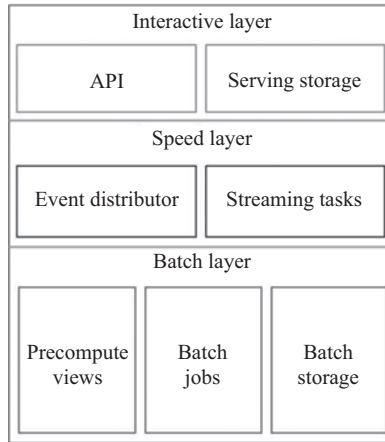 Interactive layer
API
Serving storage
Speed layer
Event distributor
Streaming tasks
Batch layer
Precompute
views
Batch
jobs
Batch
storage